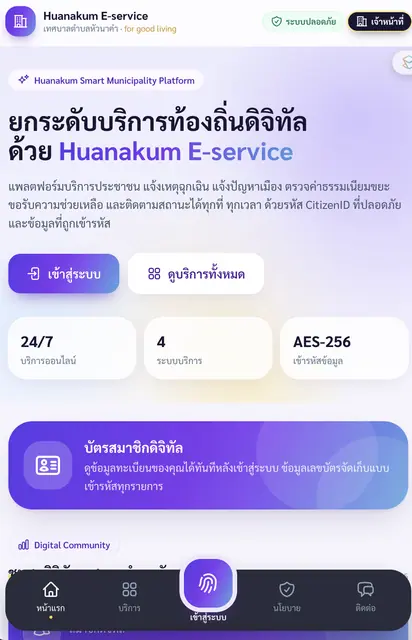 Huanakum E-service
เทศบาลตำบลหัวนาคำ · for good living
ระบบปลอดภัย
เจ้าหน้าที่
Huanakum Smart Municipality Platform
ยกระดับบริการท้องถิ่นดิจิทัล
ด้วย Huanakum E-service
แพลตฟอร์มบริการประชาชน แจ้งเหตุฉุกเฉิน แจ้งปัญหาเมือง ตรวจค่าธรรมเนียมขยะ
ขอรับความช่วยเหลือ และติดตามสถานะได้ทุกที่ ทุกเวลา ด้วยรหัส CitizenID ที่ปลอดภัย
และข้อมูลที่ถูกเข้ารหัส
เข้าสู่ระบบ
ดูบริการทั้งหมด
24/7
บริการออนไลน์
4
ระบบบริการ
AES-256
เข้ารหัสข้อมูล
บัตรสมาชิกดิจิทัล
ดูข้อมูลทะเบียนของคุณได้ทันทีหลังเข้าสู่ระบบ ข้อมูลเลขบัตรจัดเก็บแบบ
เข้ารหัสทุกรายการ
Digital Community
หน้าแรก
บริการ
เข้าสู่ระบบ
นโยบาย
ติดต่อ